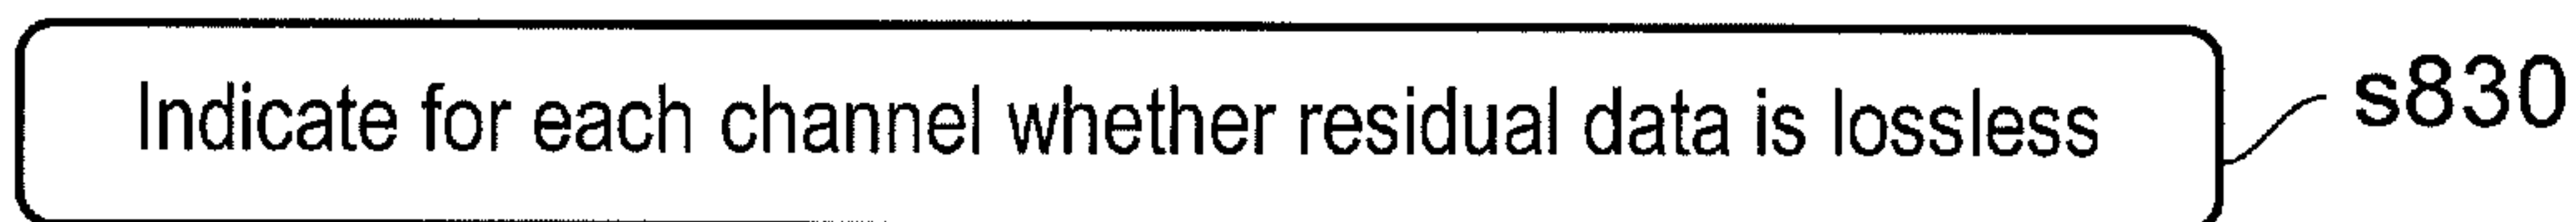 Indicate for each channel whether residual data is lossless
s830